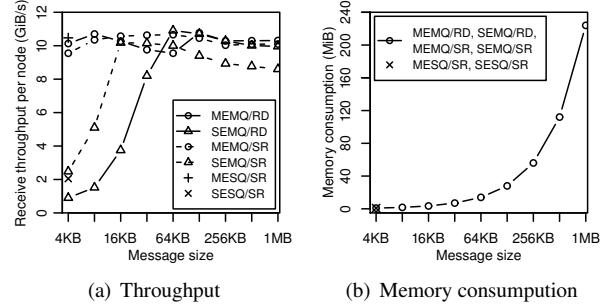 Receive throughput per node (GiB/s)
12
10
8
6
4
2
0
MEMQ/RD
SEMQ/RD
MEMQ/SR
SEMQ/SR
MESQ/SR
SESQ/SR
4KB 16KB 64KB 256KB 1MB
Message size
(a) Throughput
Memory consumption (MiB)
240
200
160
120
80
40
0
MEMQ/RD, SEMQ/RD,
MEMQ/SR, SEMQ/SR
MESQ/SR, SESQ/SR
4KB 16KB 64KB 256KB 1MB
Message size
(b) Memory consumpution